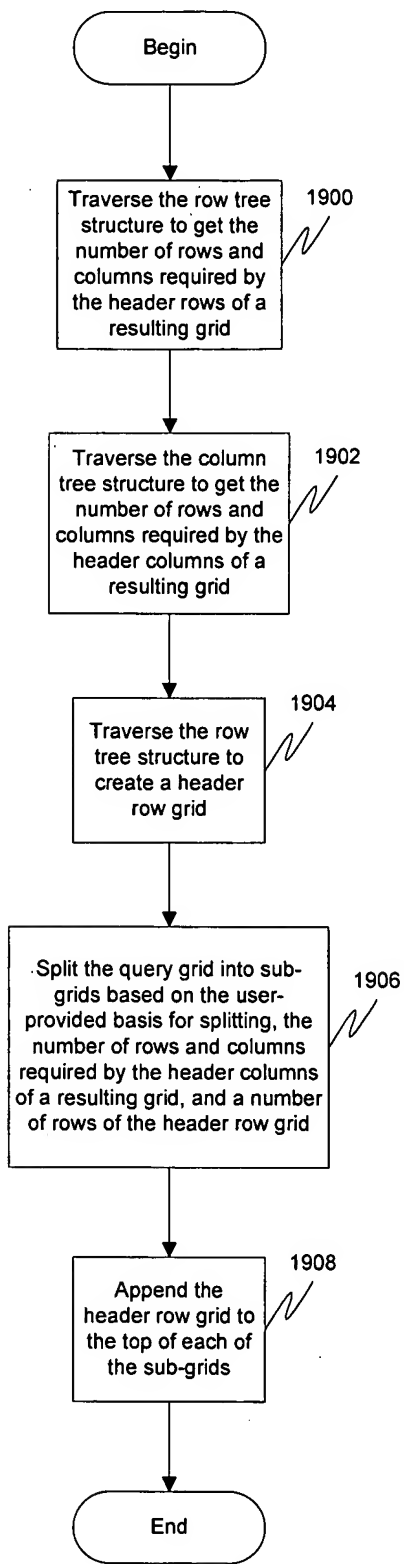 Begin
Traverse the row tree
structure to get the
number of rows and
columns required by
the header rows of a
resulting grid
1900
Traverse the column
tree structure to get the
number of rows and
columns required by the
header columns of a
resulting grid
1902
Traverse the row
tree structure to
create a header
row grid
1904
Split the query grid into sub-
grids based on the user-
provided basis for splitting, the
number of rows and columns
required by the header columns
of a resulting grid, and a number
of rows of the header row grid
1906
Append the
header row grid to
the top of each of
the sub-grids
1908
End